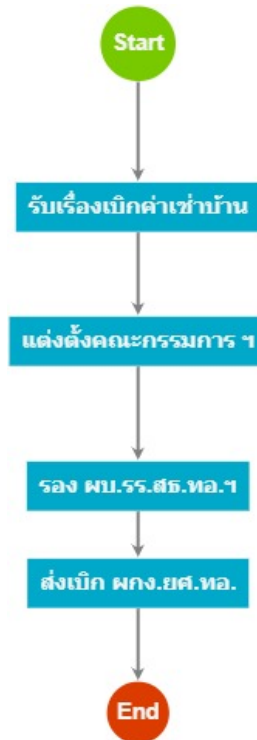 Start
รับเรื่องเบิกค่าเช่าบ้าน
แต่งตั้งคณะกรรมการ ฯ
รอง ผบ.รร.สธ.ทอ.ฯ
ส่งเบิก ผกง.ยศ.ทอ.
End